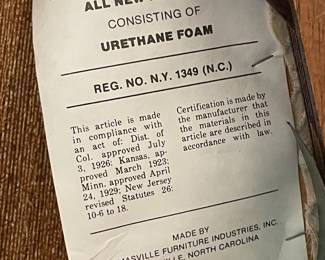 ALL NEW
CONSISTING OF
URETHANE FOAM
REG. NO. N.Y. 1349 (N.C.)
This article is made
in compliance with
an act of: Dist. of
Col. approved July
3, 1926; Kansas, ap-
proved March 1923;
Minn. approved April
24, 1929; New Jersey
revised Statutes 26:
10-6 to 18.
Certification is made by
the manufacturer that
the materials in this
article are described in
accordance with law.
MADE BY
MASVILLE FURNITURE INDUSTRIES, INC.
VILLE, NORTH CAROLINA